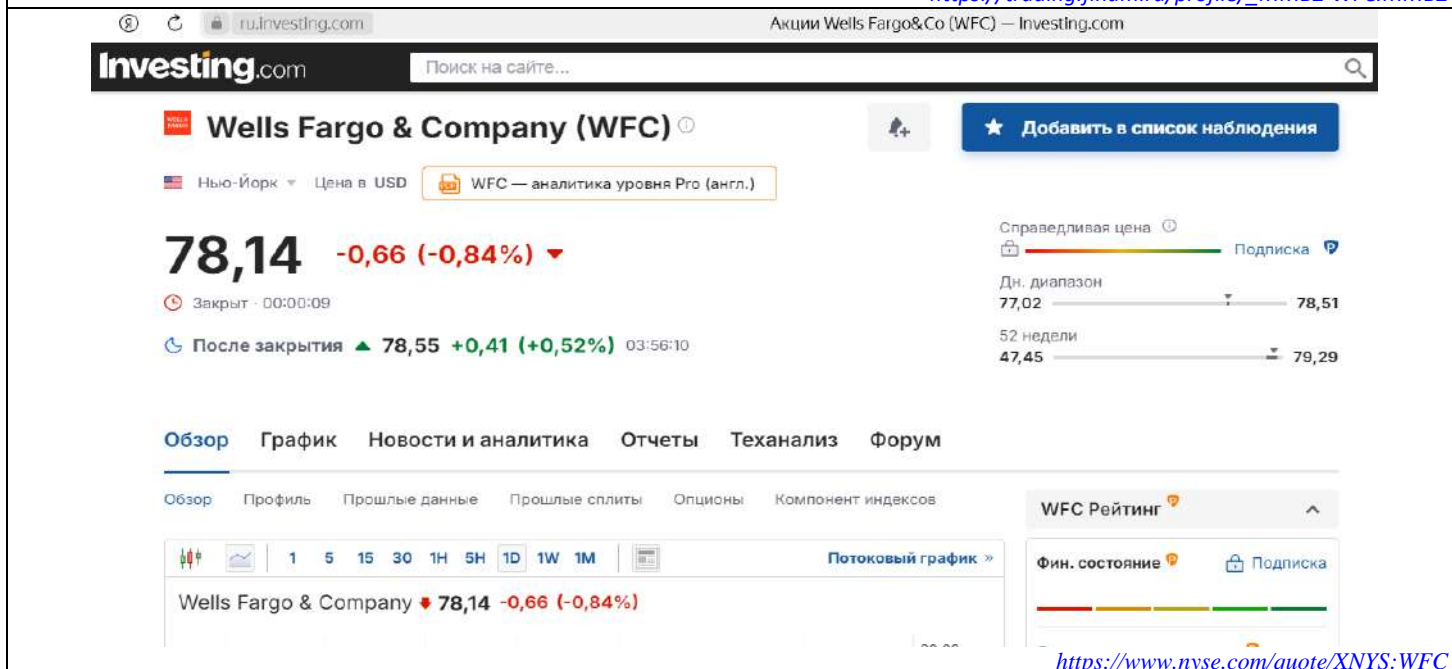 ru.investing.com
Акции Wells Fargo&Co (WFC) — Investing.com
Investing.com
Поиск на сайте...
Wells Fargo & Company (WFC)
Добавить в список наблюдения
Нью-Йорк
Цена в USD
WFC — аналитика уровня Pro (англ.)
78,14 -0,66 (-0,84%)
Закрыт · 00:00:09
После закрытия 78,55 +0,41 (+0,52%) 03:56:10
Справедливая цена
Подписка
Дн. диапазон
77,02 78,51
52 недели
47,45 79,29
Обзор График Новости и аналитика Отчеты Теханализ Форум
Обзор Профиль Прошлые данные Прошлые сплиты Опционы Компонент индексов
WFC Рейтинг
1 5 15 30 1H 5H 1D 1W 1M
Потоковый график »
Фин. состояние Подписка
Wells Fargo & Company 78,14 -0,66 (-0,84%)
https://www.nyse.com/quote/XNYS:WFC